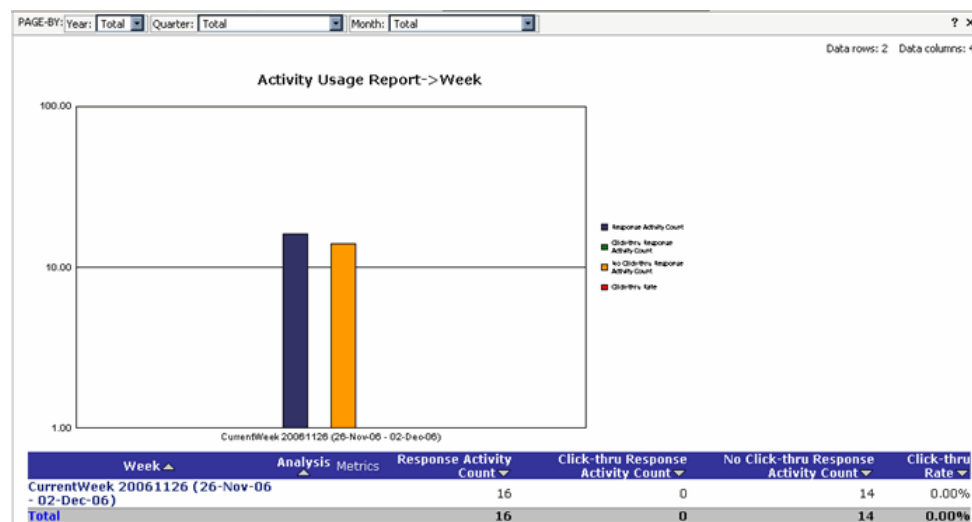 PAGE-BY: Year: Total Quarter: Total Month: Total ? ×
Data rows: 2 Data columns: 4
Activity Usage Report->Week
100.00
10.00
1.00
Response Activity Count
Click-thru Response
Activity Count
No Click-thru Response
Activity Count
Click-thru Rate
CurrentWeek 20061126 (26-Nov-06 - 02-Dec-06)
Week Analysis Metrics Response Activity Click-thru Response No Click-thru Response Click-thru
Count Activity Count Activity Count Rate
CurrentWeek 20061126 (26-Nov-06
- 02-Dec-06) 16 0 14 0.00%
Total 16 0 14 0.00%